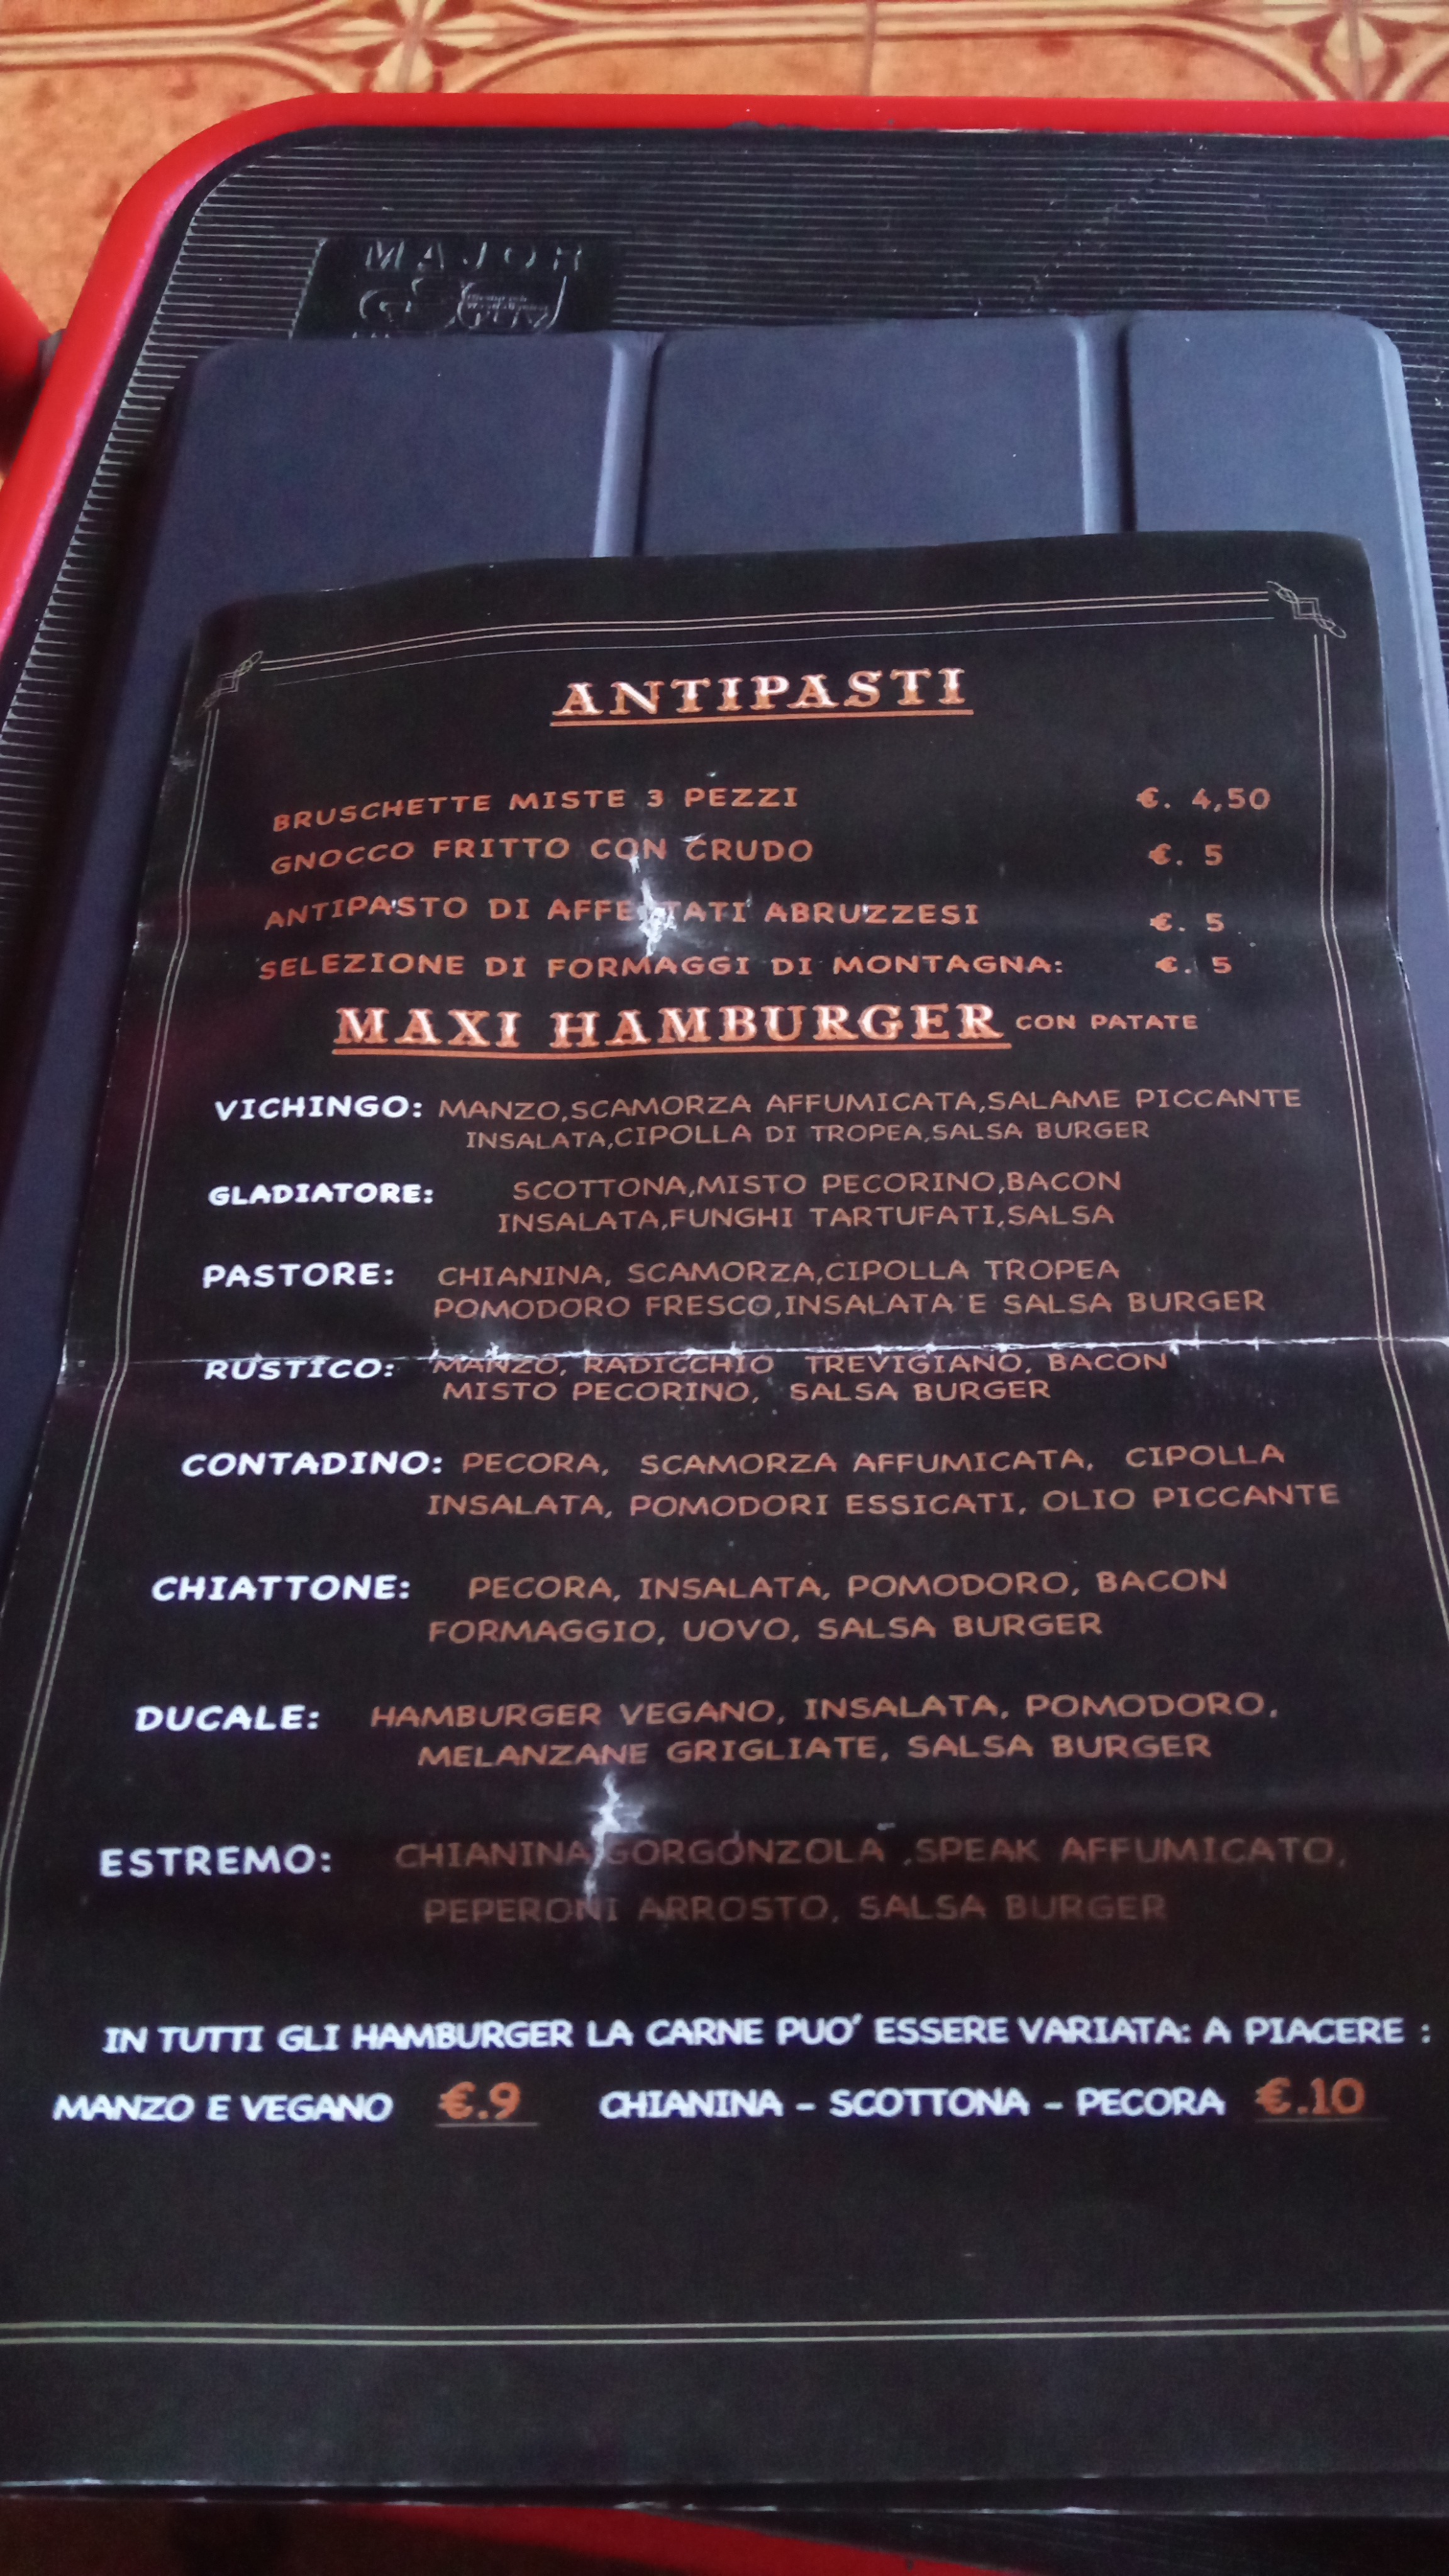 MAJOR
ANTIPASTI
BRUSCHETTE MISTE 3 PEZZI €. 4,50
GNOCCO FRITTO CON CRUDO €. 5
ANTIPASTO DI AFFETTATI ABRUZZESI €. 5
SELEZIONE DI FORMAGGI DI MONTAGNA: €. 5
MAXI HAMBURGER CON PATATE
VICHINGO: MANZO,SCAMORZA AFFUMICATA,SALAME PICCANTE
INSALATA,CIPOLLA DI TROPEA,SALSA BURGER
GLADIATORE: SCOTTONA,MISTO PECORINO,BACON
INSALATA,FUNGHI TARTUFATI,SALSA
PASTORE: CHIANINA, SCAMORZA,CIPOLLA TROPEA
POMODORO FRESCO,INSALATA E SALSA BURGER
RUSTICO: MANZO, RADICCHIO TREVIGIANO, BACON
MISTO PECORINO, SALSA BURGER
CONTADINO: PECORA, SCAMORZA AFFUMICATA, CIPOLLA
INSALATA, POMODORI ESSICATI, OLIO PICCANTE
CHIATTONE: PECORA, INSALATA, POMODORO, BACON
FORMAGGIO, UOVO, SALSA BURGER
DUCALE: HAMBURGER VEGANO, INSALATA, POMODORO,
MELANZANE GRIGLIATE, SALSA BURGER
ESTREMO: CHIANINA GORGONZOLA ,SPEAK AFFUMICATO,
PEPERONI ARROSTO, SALSA BURGER
IN TUTTI GLI HAMBURGER LA CARNE PUO' ESSERE VARIATA: A PIACERE :
MANZO E VEGANO €.9 CHIANINA - SCOTTONA - PECORA €.10